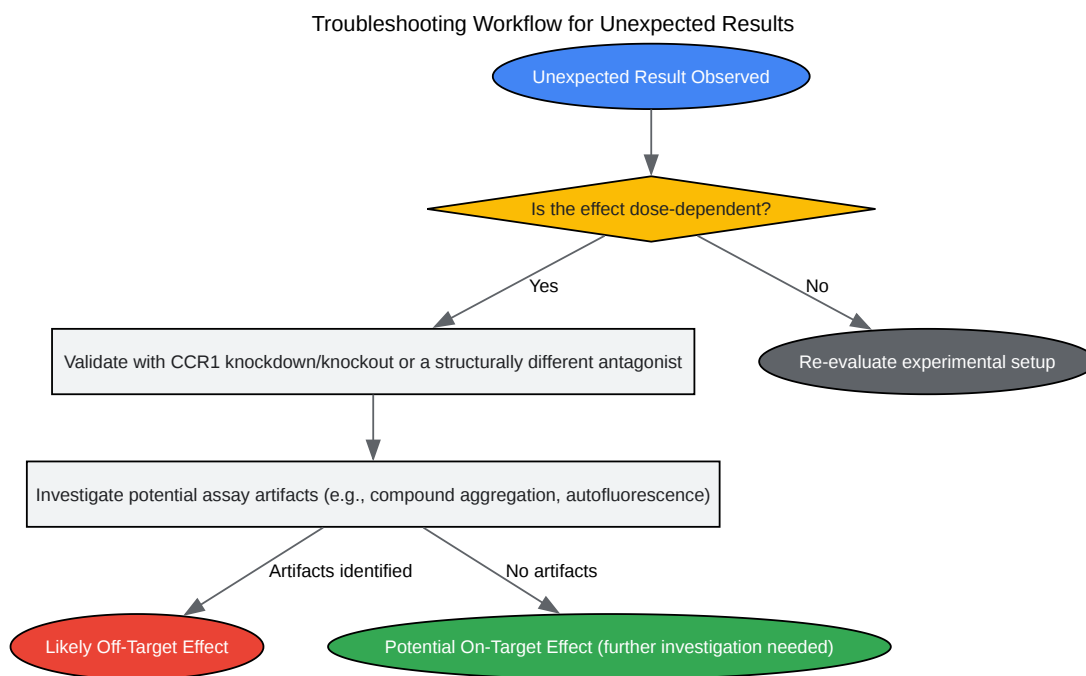 Troubleshooting Workflow for Unexpected Results
Unexpected Result Observed
Is the effect dose-dependent?
Yes
No
Validate with CCR1 knockdown/knockout or a structurally different antagonist
Re-evaluate experimental setup
Investigate potential assay artifacts (e.g., compound aggregation, autofluorescence)
Artifacts identified
No artifacts
Likely Off-Target Effect
Potential On-Target Effect (further investigation needed)